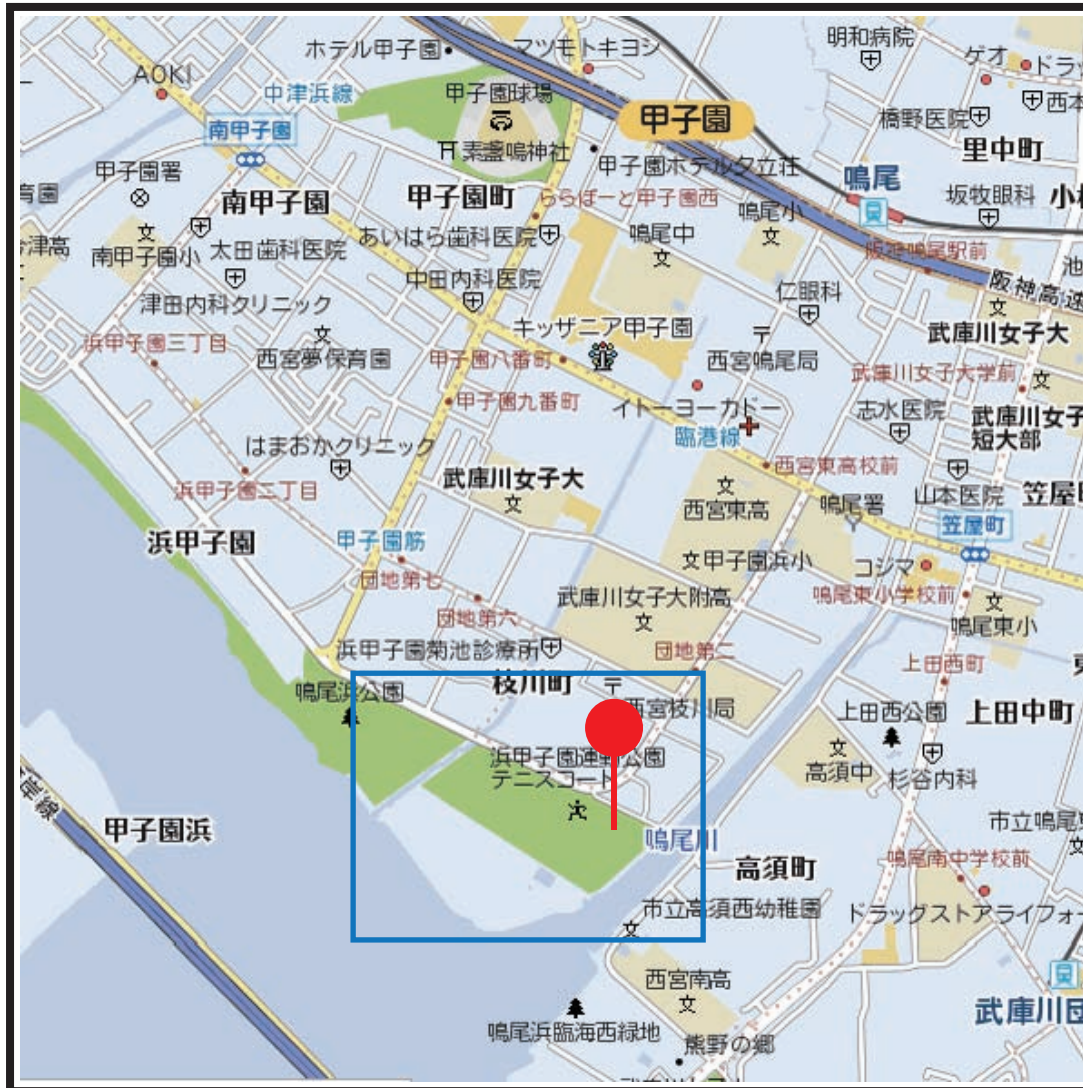 ホテル甲子園
マツモトキヨシ
明和病院
ゲオ
AOKI
中津浜線
甲子園球場
甲子園
橋野医院
南甲子園
素盞嗚神社
里中町
甲子園署
甲子園ホテル夕立荘
鳴尾
南甲子園
甲子園町
ららぽーと甲子園西
坂牧眼科
鳴尾小
あいはら歯科医院
鳴尾中
南甲子園小
太田歯科医院
阪神鳴尾駅前
中田内科医院
仁眼科
阪神高速
津田内科クリニック
キッザニア甲子園
武庫川女子大
浜甲子園三丁目
西宮夢保育園
甲子園八番町
西宮鳴尾局
武庫川女子大学前
甲子園九番町
イトーヨーカドー
志水医院
武庫川女子
短大部
臨港線
はまおかクリニック
西宮東高校前
武庫川女子大
浜甲子園二丁目
山本医院
西宮東高
鳴尾署
笠屋町
浜甲子園
甲子園筋
甲子園浜小
コジマ
団地第七
武庫川女子大附高
鳴尾東小学校前
団地第六
鳴尾東小
浜甲子園菊池診療所
団地第二
上田西町
枝川町
鳴尾浜公園
西宮枝川局
上田西公園
上田中町
浜甲子園運動公園
テニスコート
高須中
杉谷内科
甲子園浜
鳴尾川
市立鳴尾
高須町
鳴尾南中学校前
市立高須西幼稚園
ドラッグストアライフォ
西宮南高
武庫川団
鳴尾浜臨海西緑地
熊野の郷